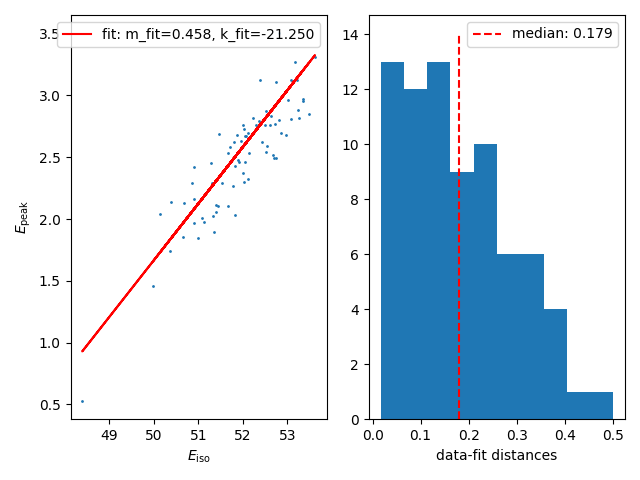 fit: m_fit=0.458, k_fit=-21.250
3.5
3.0
2.5
2.0
1.5
1.0
0.5
E_peak
49 50 51 52 53
E_iso
median: 0.179
14
12
10
8
6
4
2
0
0.0 0.1 0.2 0.3 0.4 0.5
data-fit distances